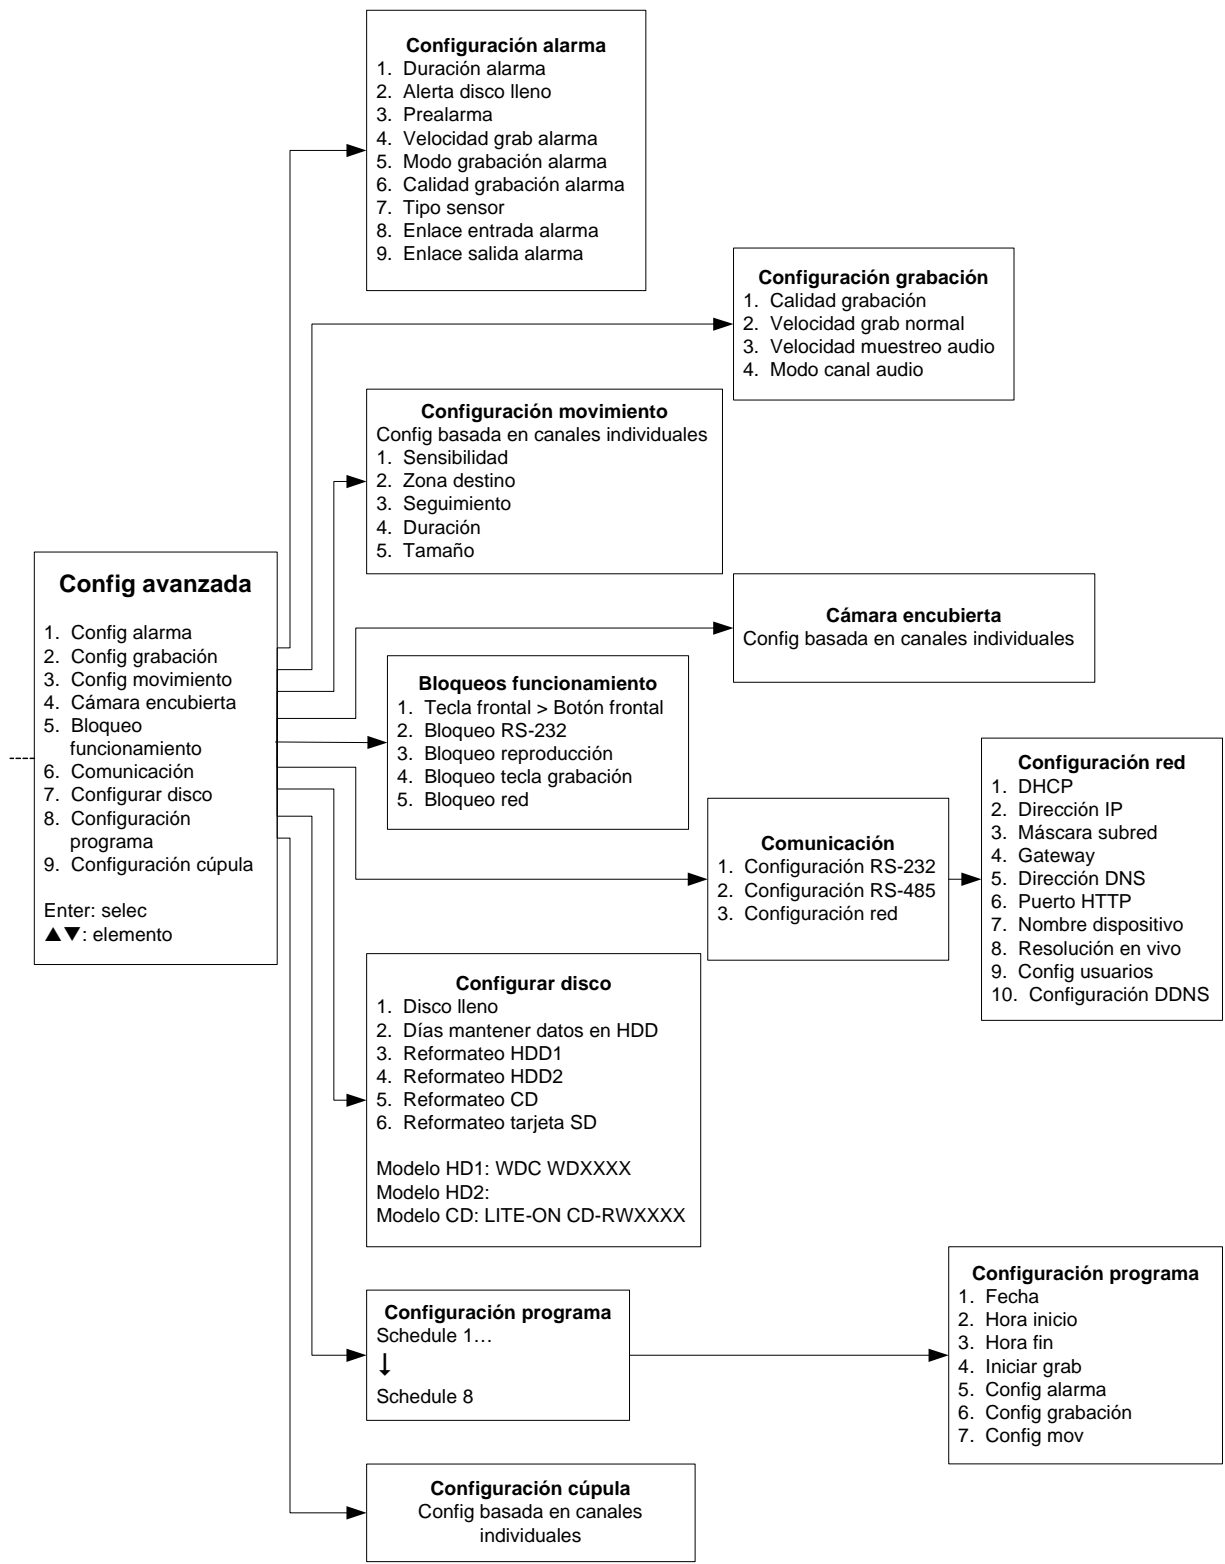 Configuración alarma
1. Duración alarma
2. Alerta disco lleno
3. Prealarma
4. Velocidad grab alarma
5. Modo grabación alarma
6. Calidad grabación alarma
7. Tipo sensor
8. Enlace entrada alarma
9. Enlace salida alarma
Configuración grabación
1. Calidad grabación
2. Velocidad grab normal
3. Velocidad muestreo audio
4. Modo canal audio
Configuración movimiento
Config basada en canales individuales
1. Sensibilidad
2. Zona destino
3. Seguimiento
4. Duración
5. Tamaño
Config avanzada
1. Config alarma
2. Config grabación
3. Config movimiento
4. Cámara encubierta
5. Bloqueo
funcionamiento
6. Comunicación
7. Configurar disco
8. Configuración
programa
9. Configuración cúpula
Enter: selec
▲▼: elemento
Cámara encubierta
Config basada en canales individuales
Bloqueos funcionamiento
1. Tecla frontal > Botón frontal
2. Bloqueo RS-232
3. Bloqueo reproducción
4. Bloqueo tecla grabación
5. Bloqueo red
Comunicación
1. Configuración RS-232
2. Configuración RS-485
3. Configuración red
Configuración red
1. DHCP
2. Dirección IP
3. Máscara subred
4. Gateway
5. Dirección DNS
6. Puerto HTTP
7. Nombre dispositivo
8. Resolución en vivo
9. Config usuarios
10. Configuración DDNS
Configurar disco
1. Disco lleno
2. Días mantener datos en HDD
3. Reformateo HDD1
4. Reformateo HDD2
5. Reformateo CD
6. Reformateo tarjeta SD
Modelo HD1: WDC WDXXXX
Modelo HD2:
Modelo CD: LITE-ON CD-RWXXXX
Configuración programa
Schedule 1…
↓
Schedule 8
Configuración programa
1. Fecha
2. Hora inicio
3. Hora fin
4. Iniciar grab
5. Config alarma
6. Config grabación
7. Config mov
Configuración cúpula
Config basada en canales
individuales